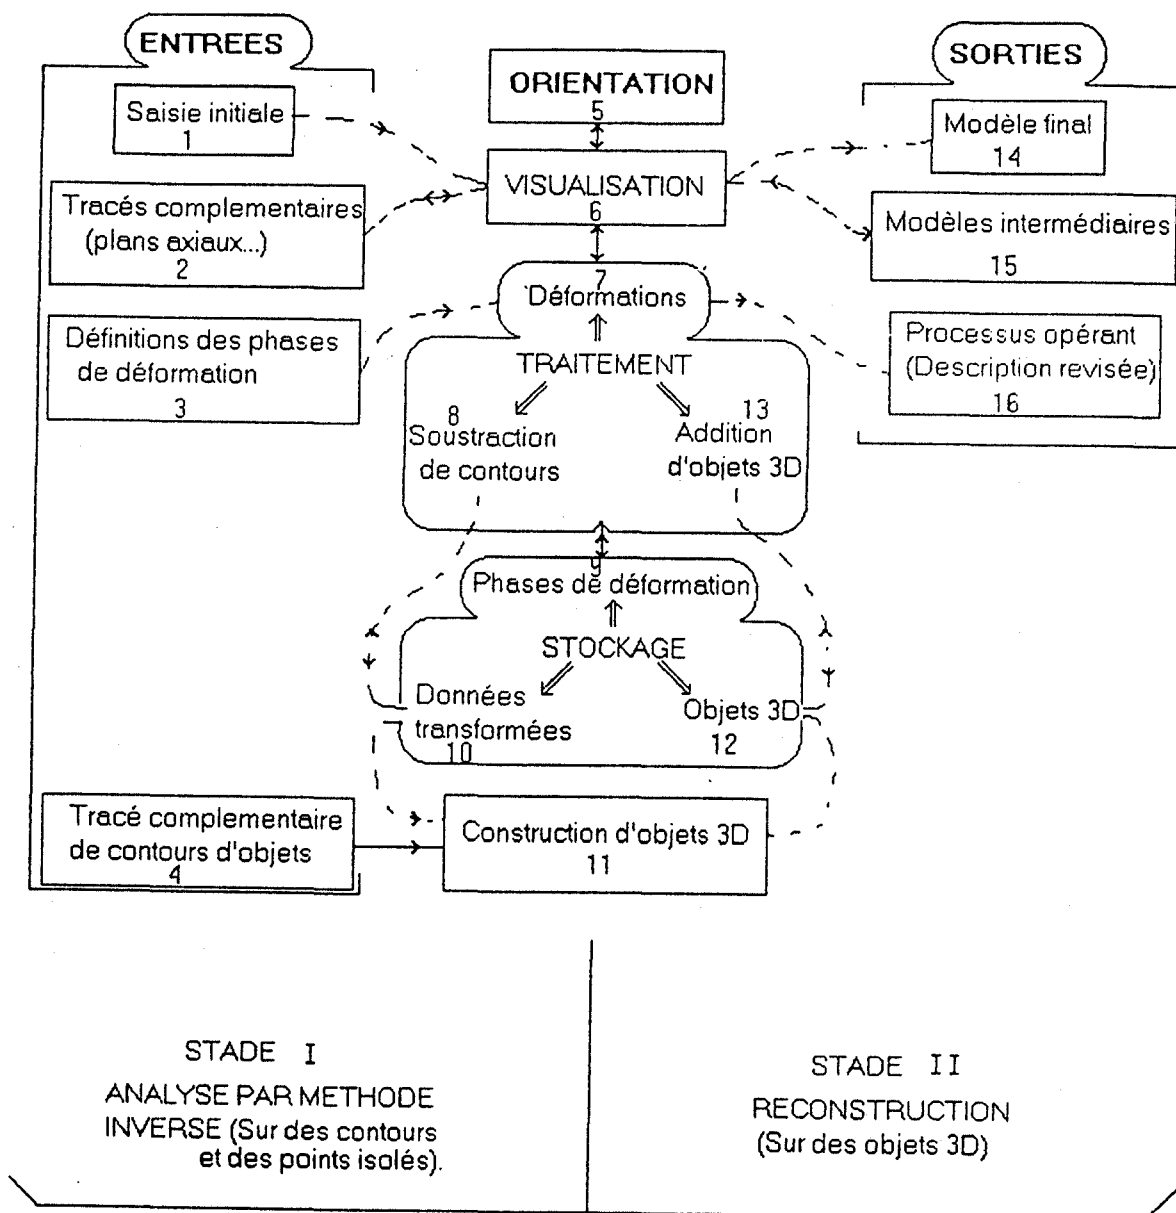 ENTREES
Saisie initiale
1
Tracés complementaires
(plans axiaux...)
2
Définitions des phases
de déformation
3
ORIENTATION
5
VISUALISATION
6
7
Déformations
TRAITEMENT
8
Soustraction
de contours
13
Addition
d'objets 3D
9
Phases de déformation
STOCKAGE
Données
transformées
10
Objets 3D
12
SORTIES
Modèle final
14
Modèles intermédiaires
15
Processus opérant
(Description revisée)
16
Tracé complementaire
de contours d'objets
4
Construction d'objets 3D
11
STADE I
ANALYSE PAR METHODE
INVERSE (Sur des contours
et des points isolés).
STADE II
RECONSTRUCTION
(Sur des objets 3D)